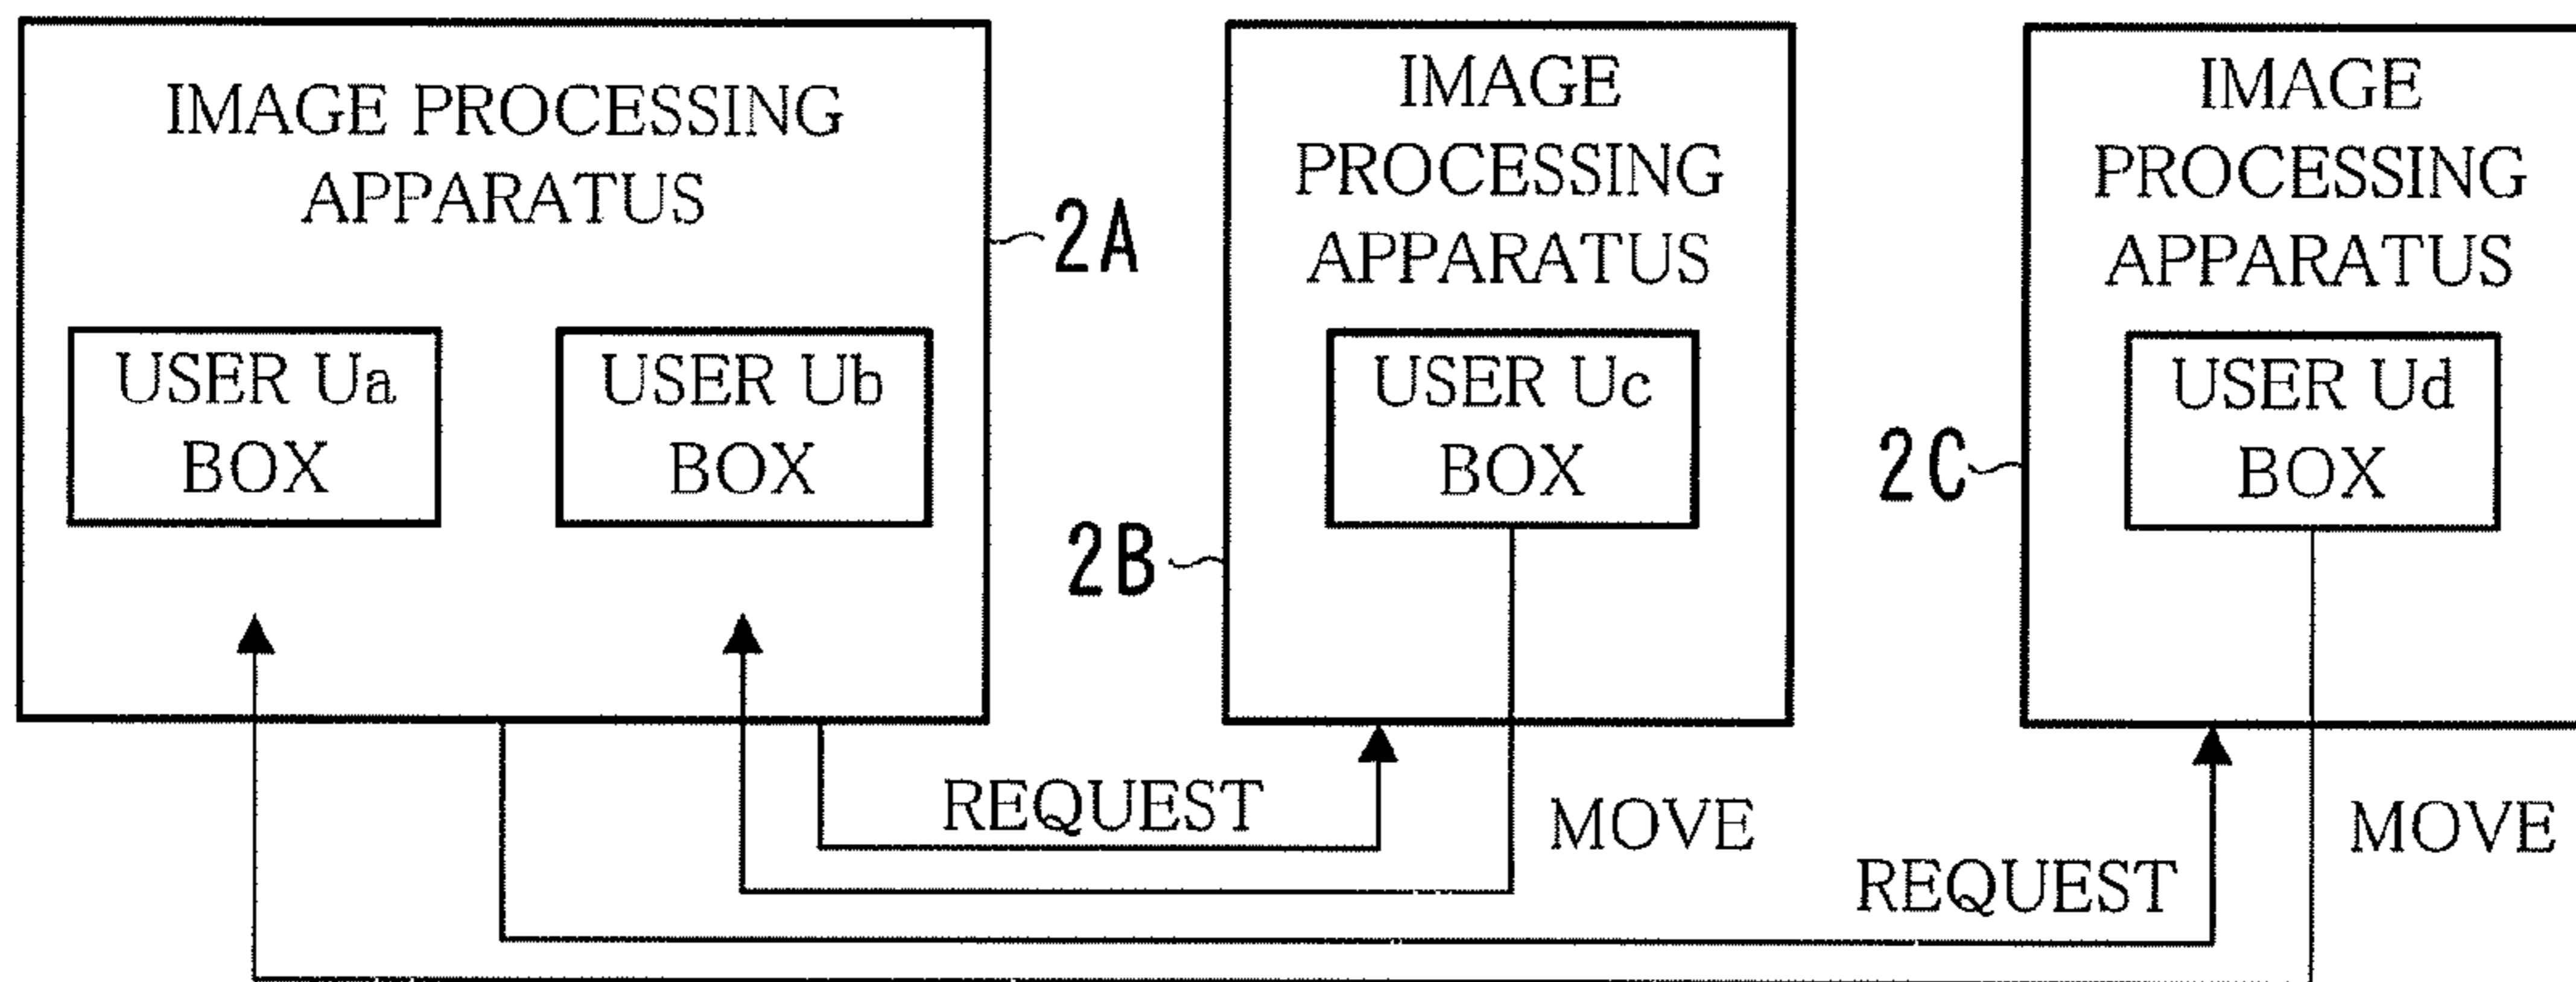 IMAGE PROCESSING
APPARATUS
2A
USER Ua
BOX
USER Ub
BOX
IMAGE
PROCESSING
APPARATUS
USER Uc
BOX
2B
IMAGE
PROCESSING
APPARATUS
USER Ud
BOX
2C
REQUEST
MOVE
REQUEST
MOVE